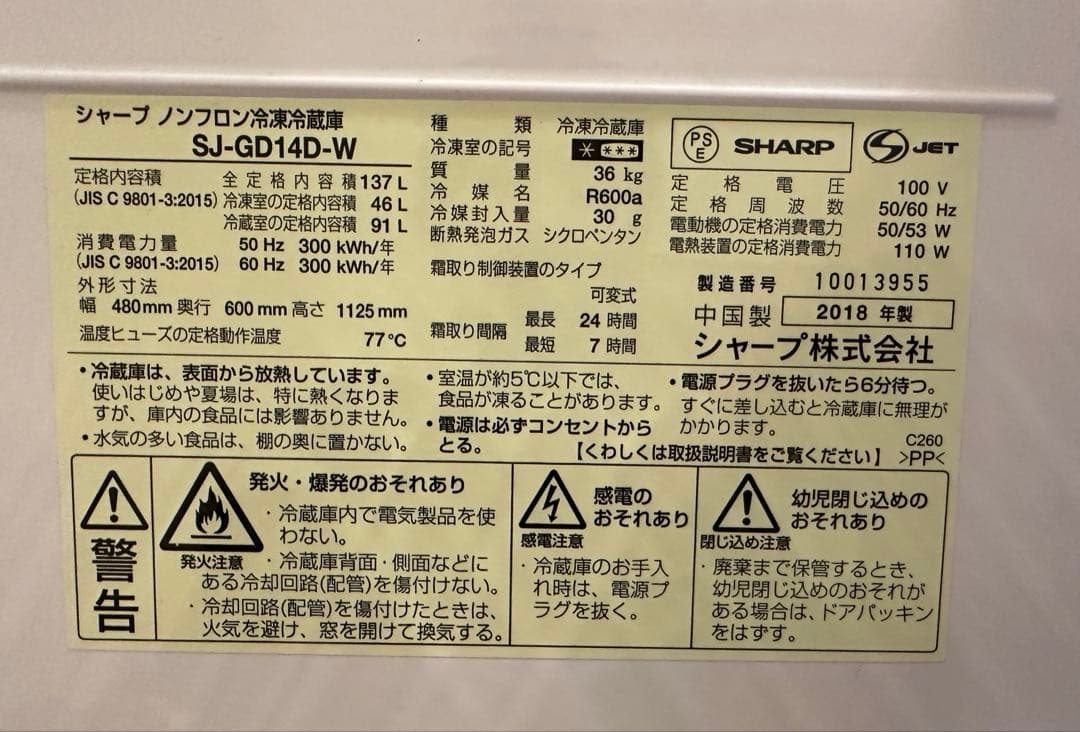 シャープ ノンフロン冷凍冷蔵庫
SJ-GD14D-W
定格内容積 全定格内容積 137 L
(JIS C 9801-3:2015) 冷凍室の定格内容積 46 L
冷蔵室の定格内容積 91 L
消費電力量 50 Hz 300 kWh/年
(JIS C 9801-3:2015) 60 Hz 300 kWh/年
外形寸法
幅 480mm 奥行 600mm 高さ 1125mm
温度ヒューズの定格動作温度 77℃
種類 冷凍冷蔵庫
冷凍室の記号 * ***
質量 36 kg
冷媒名 R600a
冷媒封入量 30 g
断熱発泡ガス シクロペンタン
霜取り制御装置のタイプ
可変式
霜取り間隔 最長 24 時間
最短 7 時間
PSE SHARP S JET
定格電圧 100 V
定格周波数 50/60 Hz
電動機の定格消費電力 50/53 W
電熱装置の定格消費電力 110 W
製造番号 10013955
中国製 2018 年製
シャープ株式会社
・冷蔵庫は、表面から放熱しています。
使いはじめや夏場は、特に熱くなりま
すが、庫内の食品には影響ありません。
・水気の多い食品は、棚の奥に置かない。
・室温が約5℃以下では、
食品が凍ることがあります。
・電源は必ずコンセントから
とる。
・電源プラグを抜いたら6分待つ。
すぐに差し込むと冷蔵庫に無理が
かかります。
【くわしくは取扱説明書をご覧ください】
C260
>PP<
警告
発火注意
発火・爆発のおそれあり
・冷蔵庫内で電気製品を使
わない。
・冷蔵庫背面・側面などに
ある冷却回路(配管)を傷付けない。
・冷却回路(配管)を傷付けたときは、
火気を避け、窓を開けて換気する。
感電注意
感電の
おそれあり
・冷蔵庫のお手入
れ時は、電源プ
ラグを抜く。
閉じ込め注意
幼児閉じ込めの
おそれあり
・廃棄まで保管するとき、
幼児閉じ込めのおそれが
ある場合は、ドアパッキン
をはずす。